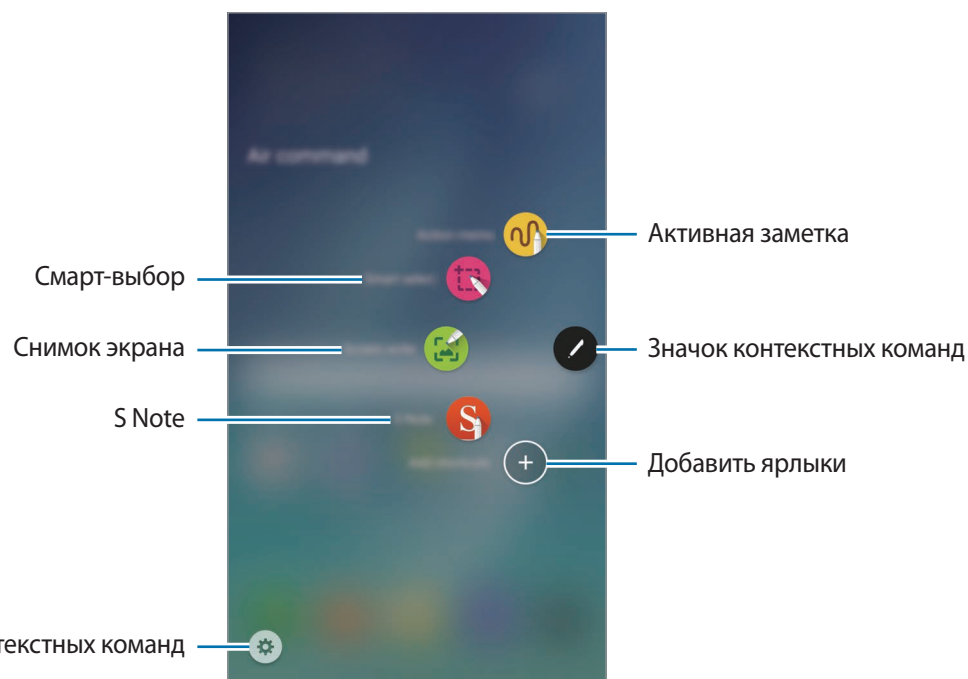 Air command
Активная заметка
Смарт-выбор
Снимок экрана
Значок контекстных команд
S Note
Добавить ярлыки
текстных команд